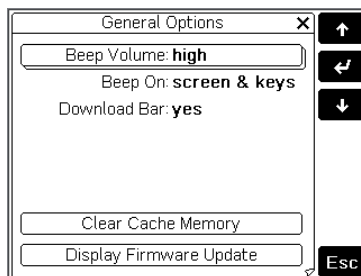 General Options
Beep Volume: high
Beep On: screen & keys
Download Bar: yes
Clear Cache Memory
Display Firmware Update
Esc